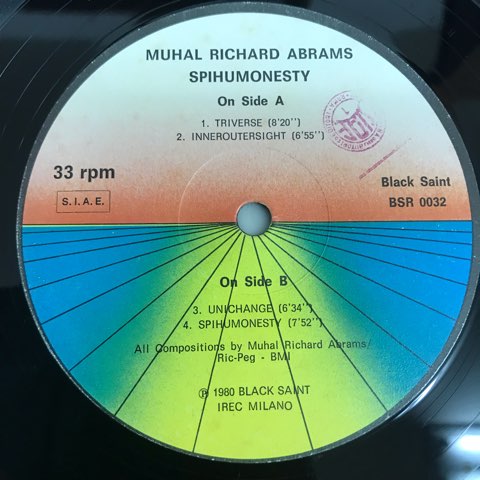 MUHAL RICHARD ABRAMS
SPIHUMONESTY
On Side A
1. TRIVERSE (8'20'')
2. INNEROUTERSIGHT (6'55'')
33 rpm
S.I.A.E.
Black Saint
BSR 0032
On Side B
3. UNICHANGE (6'34'')
4. SPIHUMONESTY (7'52'')
All Compositions by Muhal Richard Abrams/
Ric-Peg - BMI
℗ 1980 BLACK SAINT
IREC MILANO